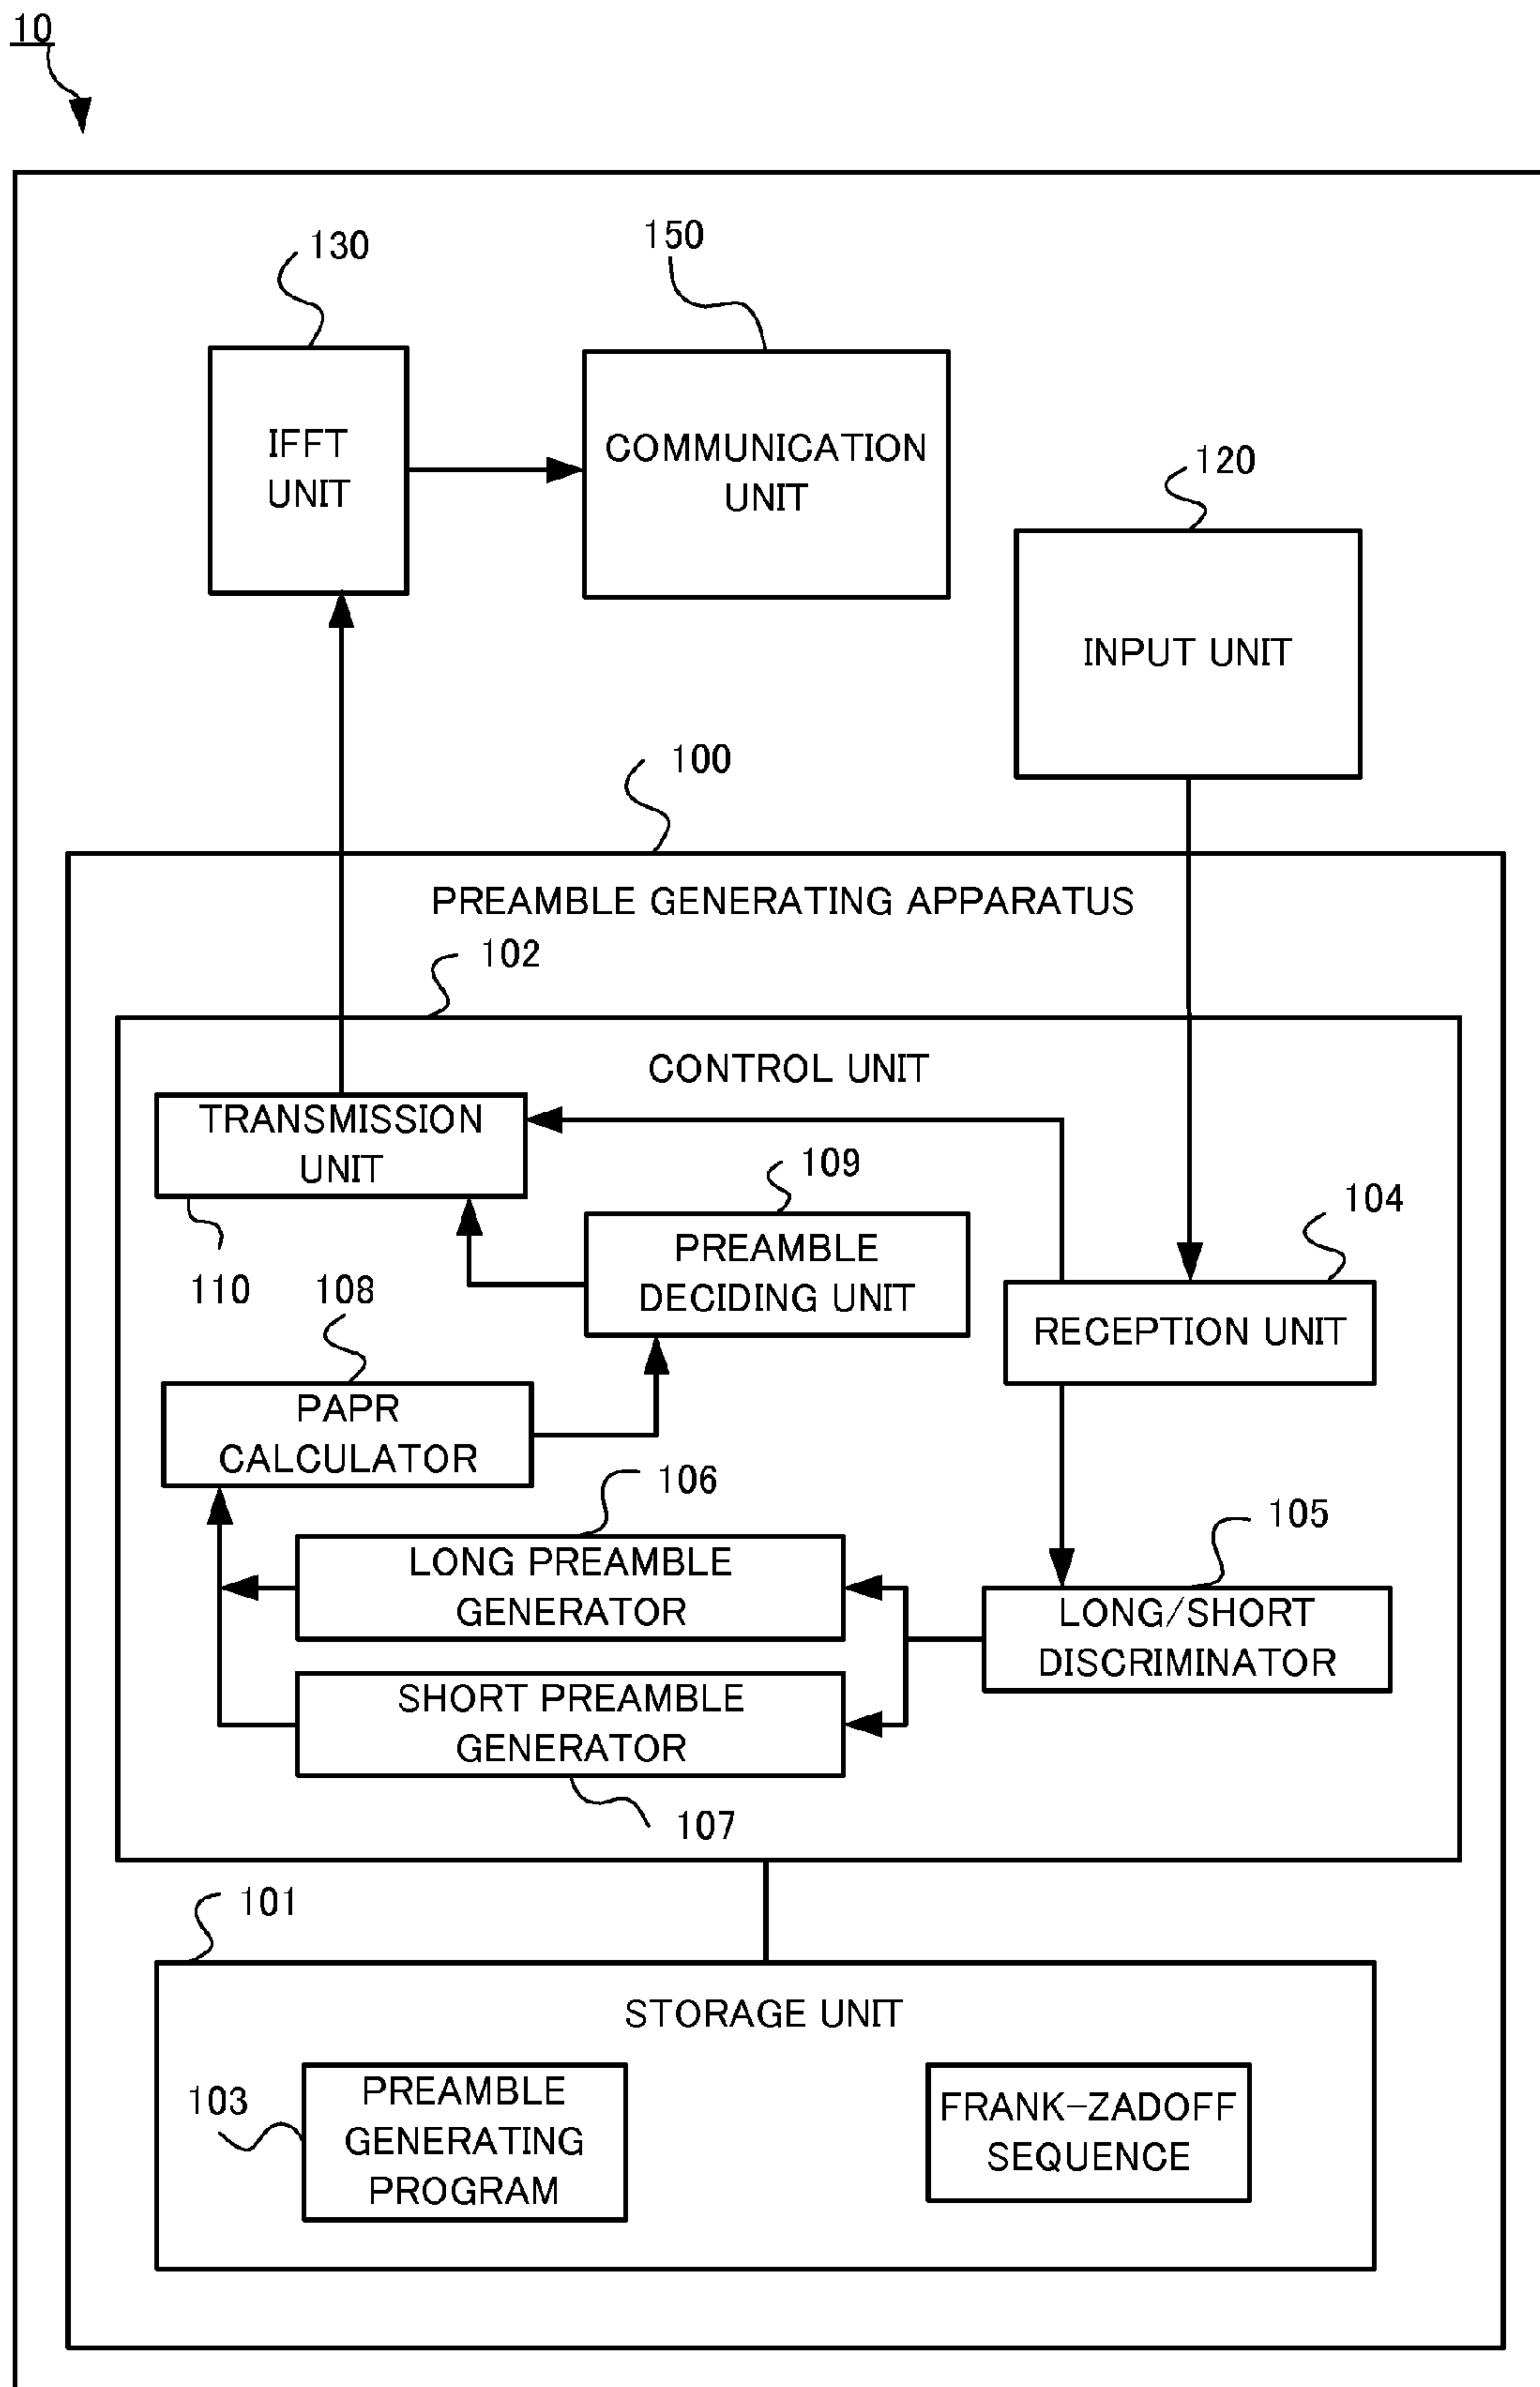 10
130
150
IFFT
UNIT
COMMUNICATION
UNIT
120
INPUT UNIT
100
PREAMBLE GENERATING APPARATUS
102
CONTROL UNIT
TRANSMISSION
UNIT
109
104
PREAMBLE
DECIDING UNIT
110
108
RECEPTION UNIT
PAPR
CALCULATOR
106
105
LONG PREAMBLE
GENERATOR
LONG/SHORT
DISCRIMINATOR
SHORT PREAMBLE
GENERATOR
107
101
STORAGE UNIT
103
PREAMBLE
GENERATING
PROGRAM
FRANK-ZADOFF
SEQUENCE